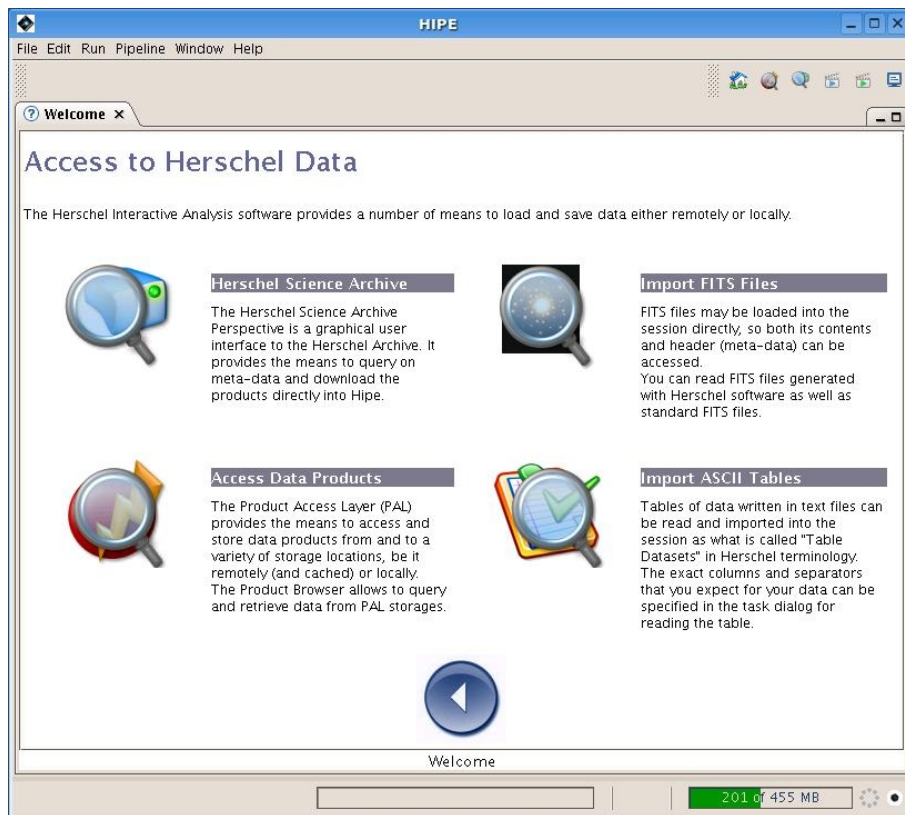 HIPE
File Edit Run Pipeline Window Help
Welcome
Access to Herschel Data
The Herschel Interactive Analysis software provides a number of means to load and save data either remotely or locally.
Herschel Science Archive
The Herschel Science Archive
Perspective is a graphical user
interface to the Herschel Archive. It
provides the means to query on
meta-data and download the
products directly into Hipe.
Import FITS Files
FITS files may be loaded into the
session directly, so both its contents
and header (meta-data) can be
accessed.
You can read FITS files generated
with Herschel software as well as
standard FITS files.
Access Data Products
The Product Access Layer (PAL)
provides the means to access and
store data products from and to a
variety of storage locations, be it
remotely (and cached) or locally.
The Product Browser allows to query
and retrieve data from PAL storages.
Import ASCII Tables
Tables of data written in text files can
be read and imported into the
session as what is called "Table
Datasets" in Herschel terminology.
The exact columns and separators
that you expect for your data can be
specified in the task dialog for
reading the table.
Welcome
201 of 455 MB